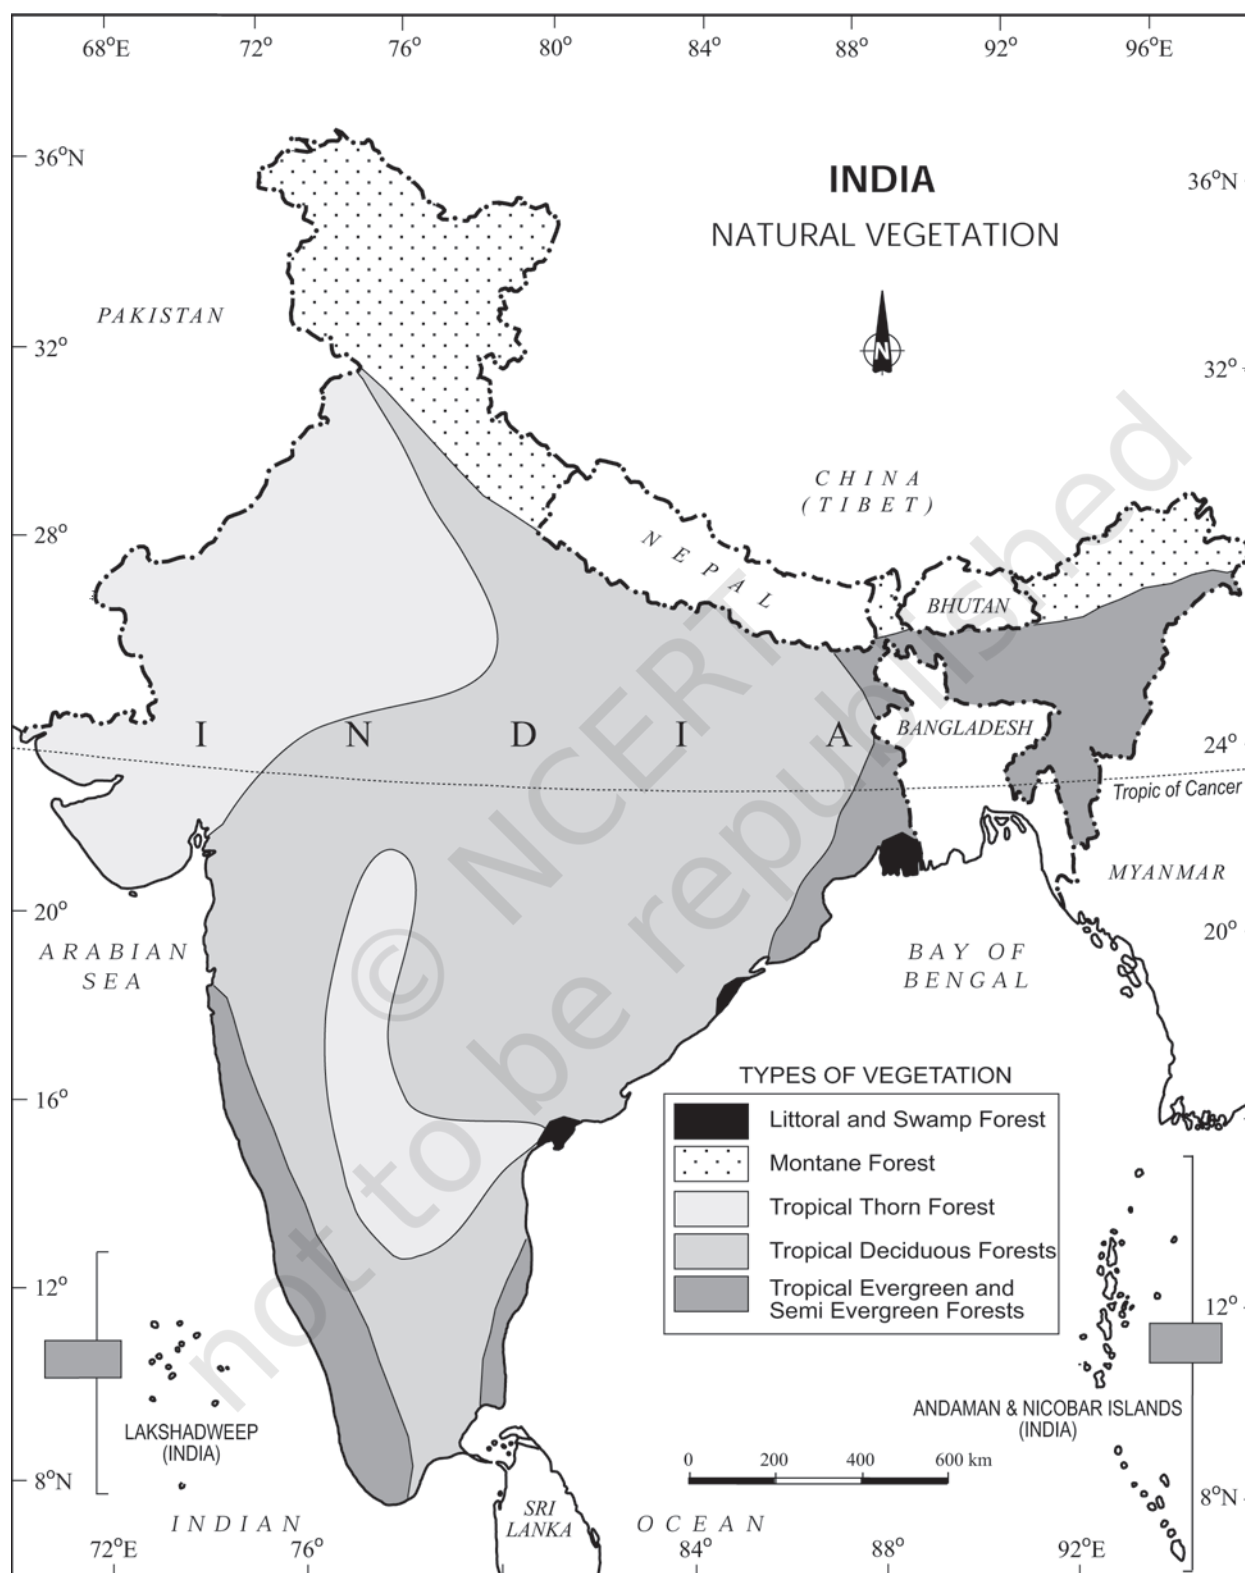 68°E 72° 76° 80° 84° 88° 92° 96°E
36°N
INDIA
36°N
NATURAL VEGETATION
N
PAKISTAN
32°
32°
CHINA
(TIBET)
28°
NEPAL
BHUTAN
INDIA
BANGLADESH
24°
Tropic of Cancer
MYANMAR
20°
20°
ARABIAN
SEA
BAY OF
BENGAL
© NCERT
not to be republished
TYPES OF VEGETATION
16°
Littoral and Swamp Forest
Montane Forest
Tropical Thorn Forest
Tropical Deciduous Forests
Tropical Evergreen and
Semi Evergreen Forests
12°
12°
LAKSHADWEEP
(INDIA)
ANDAMAN & NICOBAR ISLANDS
(INDIA)
0 200 400 600 km
8°N
8°N
SRI
LANKA
INDIAN OCEAN
72°E 76° 84° 88° 92°E